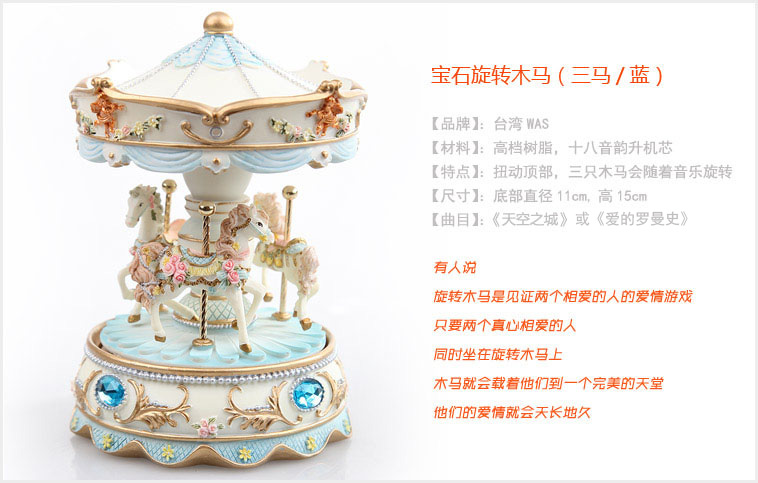 宝石旋转木马（三马/蓝）
【品牌】：台湾 WAS
【材料】：高档树脂，十八音韵升机芯
【特点】：扭动顶部，三只木马会随着音乐旋转
【尺寸】：底部直径 11cm, 高 15cm
【曲目】：《天空之城》或《爱的罗曼史》
有人说
旋转木马是见证两个相爱的人的爱情游戏
只要两个真心相爱的人
同时坐在旋转木马上
木马就会载着他们到一个完美的天堂
他们的爱情就会天长地久